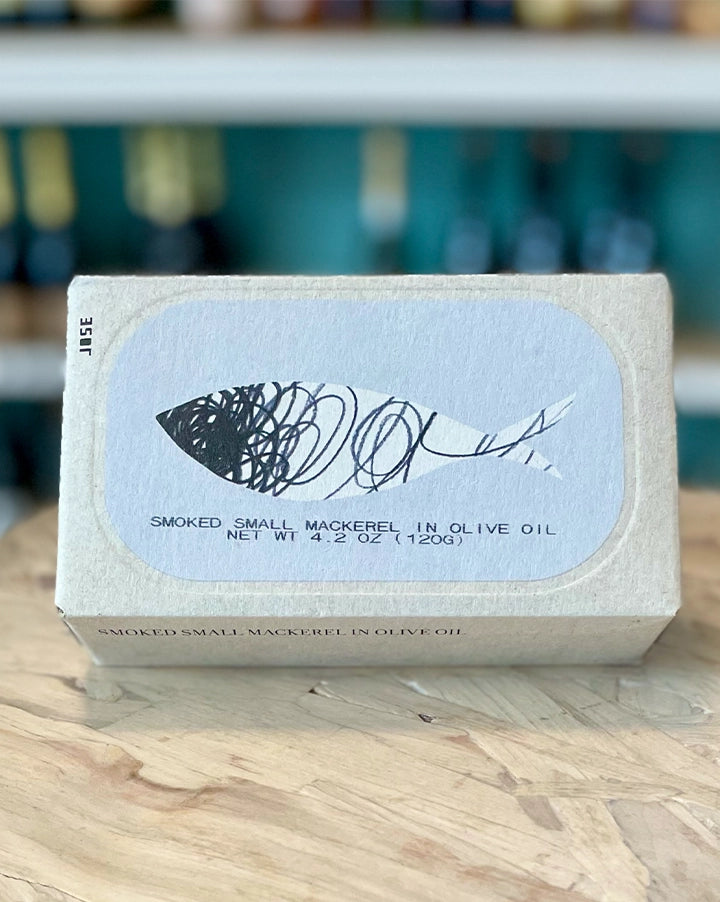 JOSE
SMOKED SMALL MACKEREL IN OLIVE OIL
NET WT 4.2 OZ (120G)
SMOKED SMALL MACKEREL IN OLIVE OIL